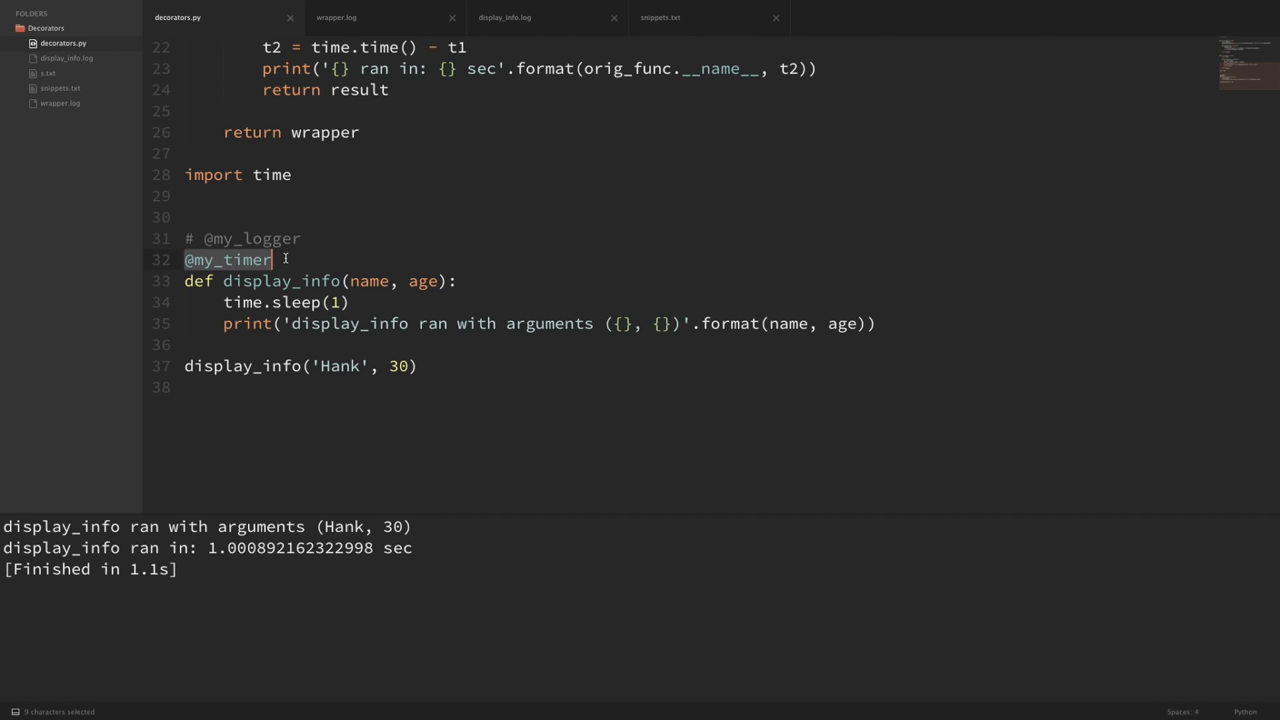 FOLDERS
Decorators
decorators.py
display_info.log
s.txt
snippets.txt
wrapper.log
decorators.py × wrapper.log × display_info.log × snippets.txt ×
22 t2 = time.time() - t1
23 print('{} ran in: {} sec'.format(orig_func.__name__, t2))
24 return result
25
26 return wrapper
27
28 import time
29
30
31 # @my_logger
32 @my_timer
33 def display_info(name, age):
34 time.sleep(1)
35 print('display_info ran with arguments ({}, {})'.format(name, age))
36
37 display_info('Hank', 30)
38
display_info ran with arguments (Hank, 30)
display_info ran in: 1.000892162322998 sec
[Finished in 1.1s]
9 characters selected Spaces: 4 Python